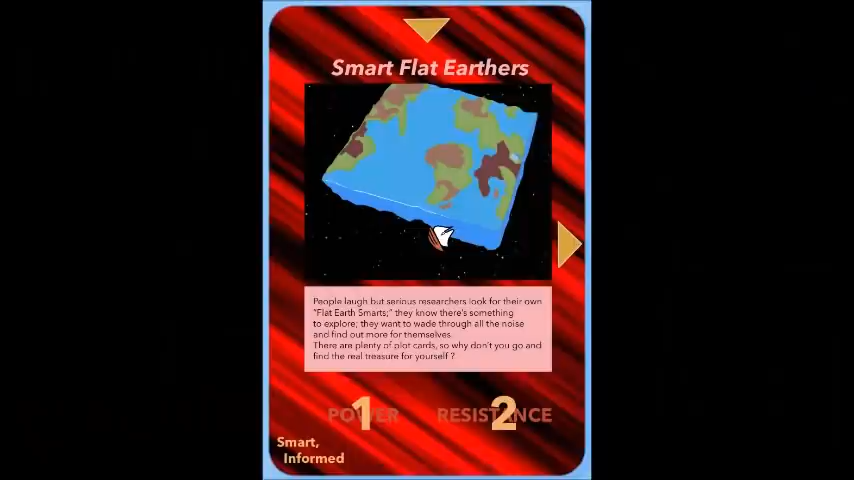 Smart Flat Earthers
People laugh but serious researchers look for their own
"Flat Earth Smarts;" they know there's something
to explore; they want to wade through all the noise
and find out more for themselves
There are plenty of plot cards, so why don't you go and
find the real treasure for yourself ?
POWER 1 RESISTANCE 2
Smart,
Informed